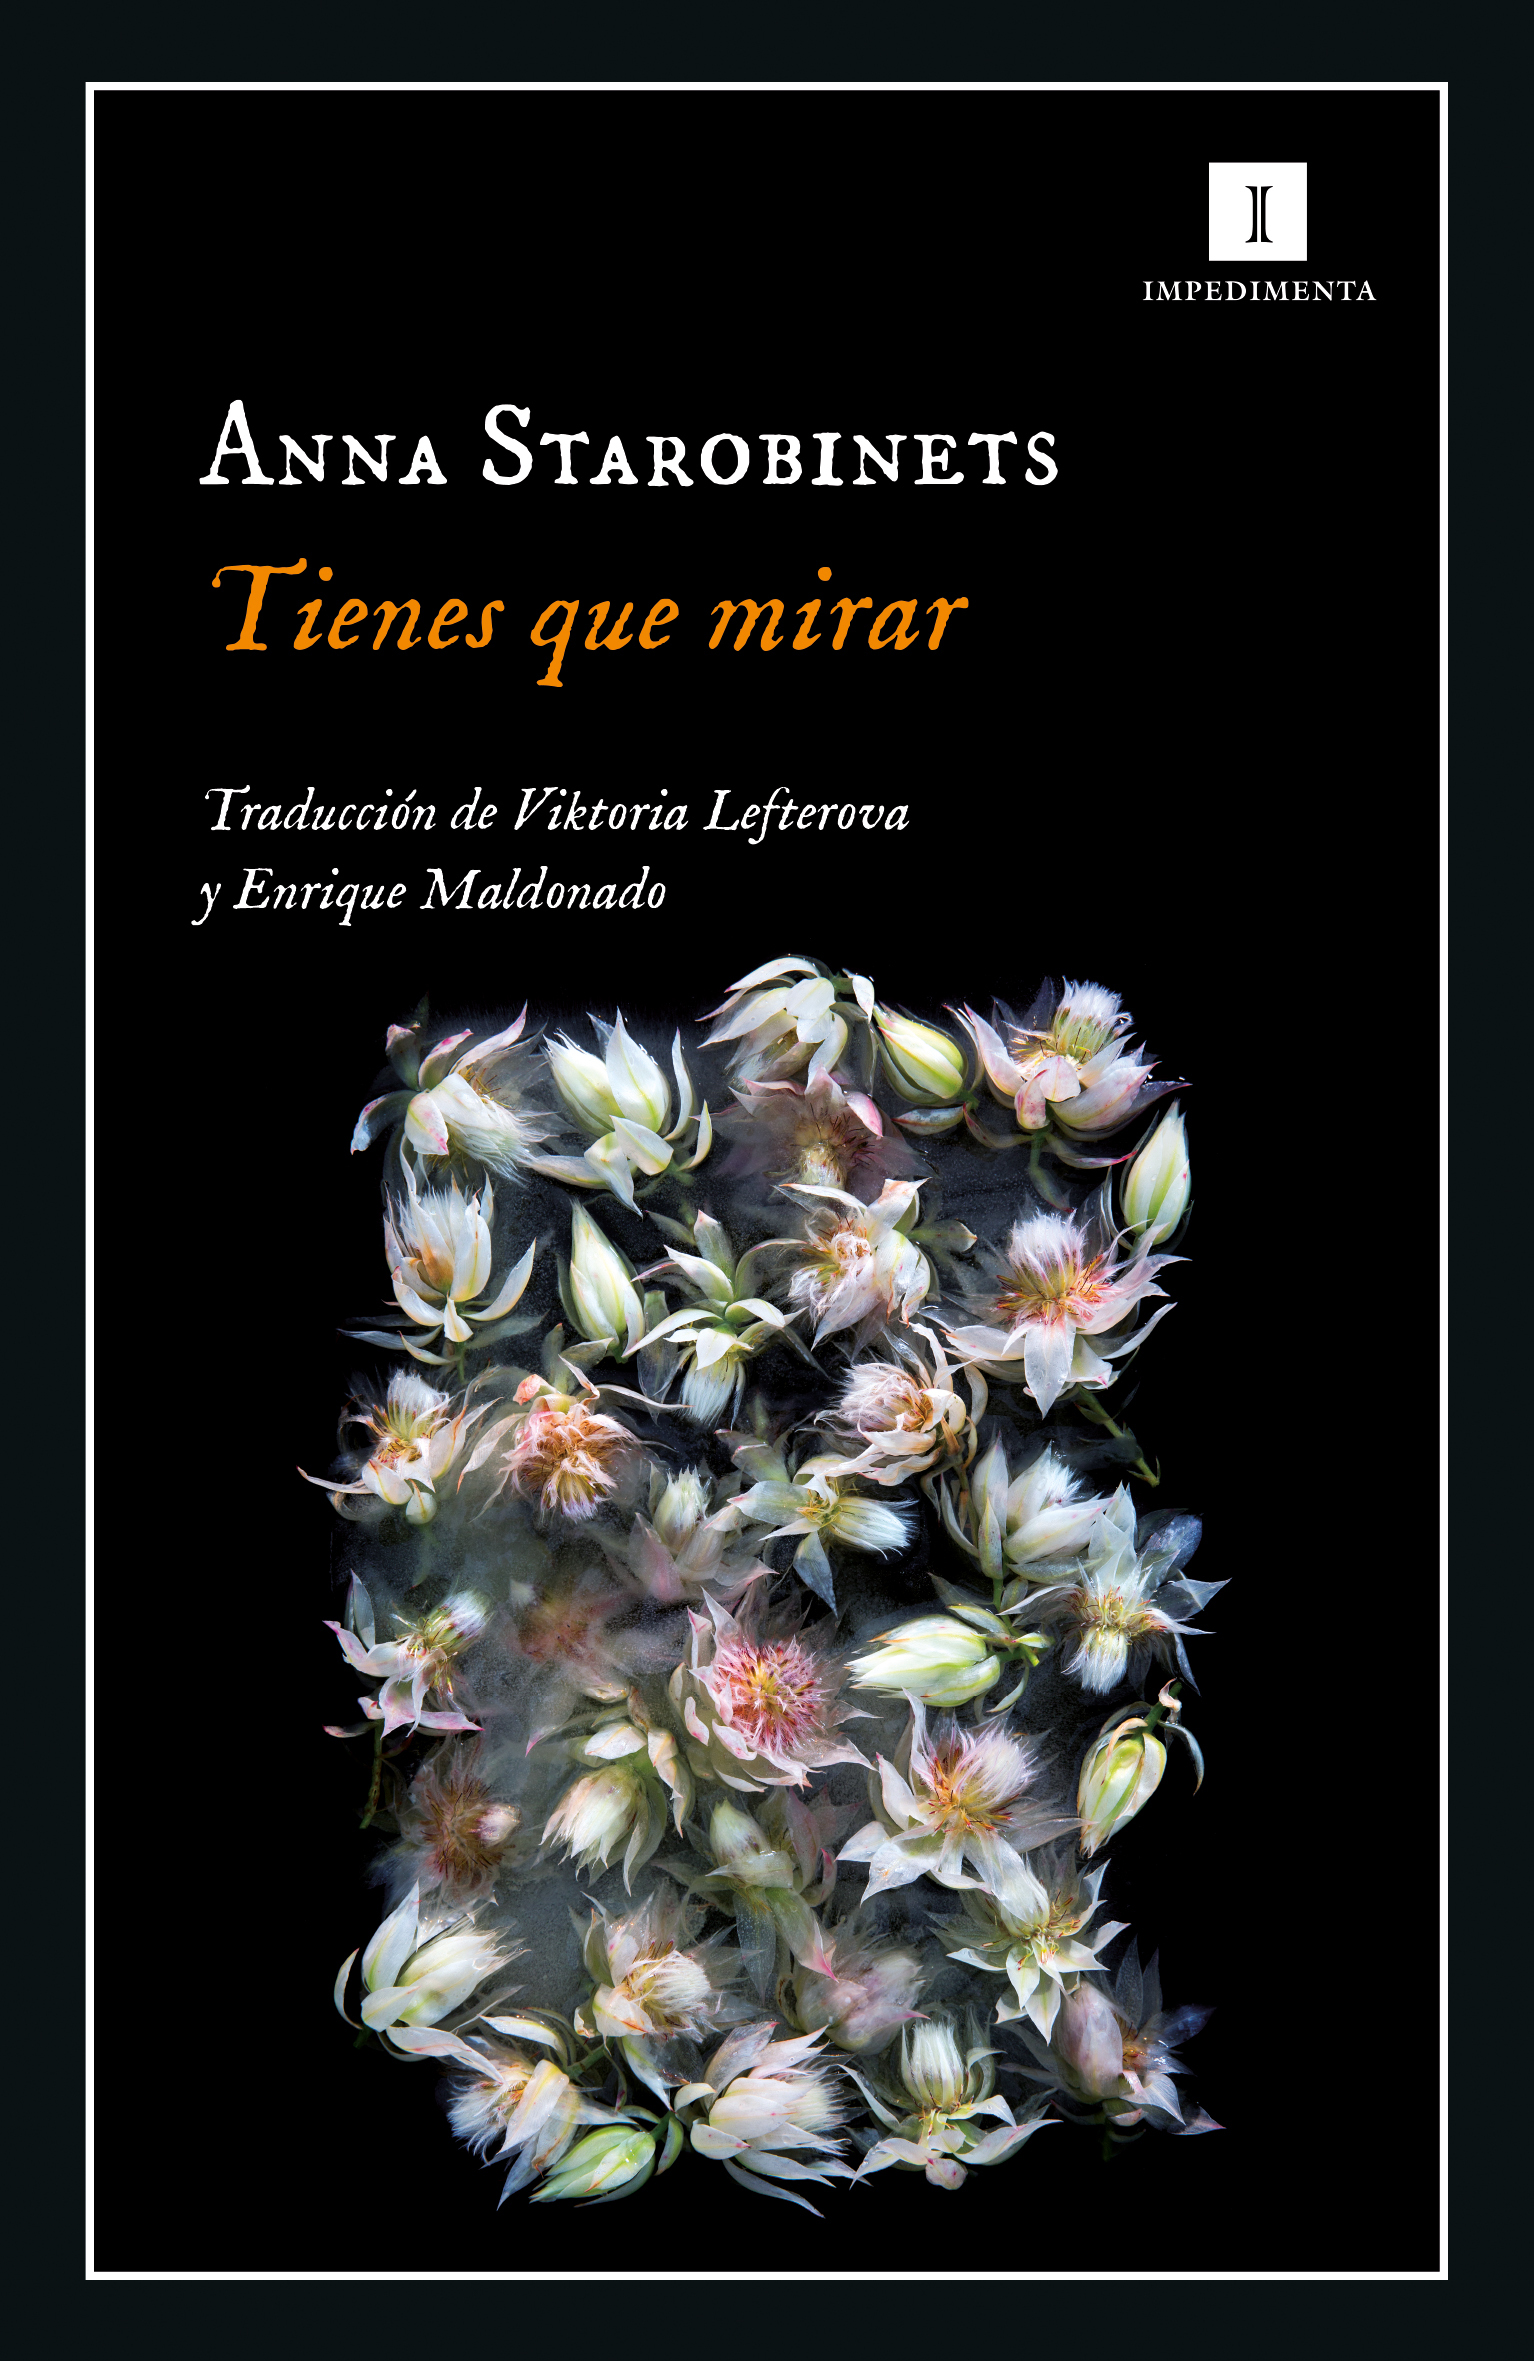 I
IMPEDIMENTA
Anna Starobinets
Tienes que mirar
Traducción de Viktoria Lefterova
y Enrique Maldonado